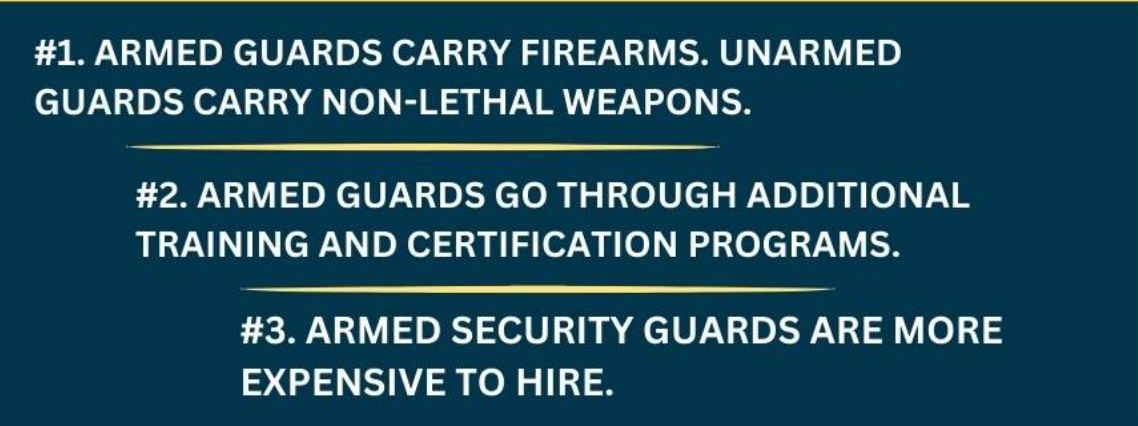 #1. ARMED GUARDS CARRY FIREARMS. UNARMED
GUARDS CARRY NON-LETHAL WEAPONS.
#2. ARMED GUARDS GO THROUGH ADDITIONAL
TRAINING AND CERTIFICATION PROGRAMS.
#3. ARMED SECURITY GUARDS ARE MORE
EXPENSIVE TO HIRE.